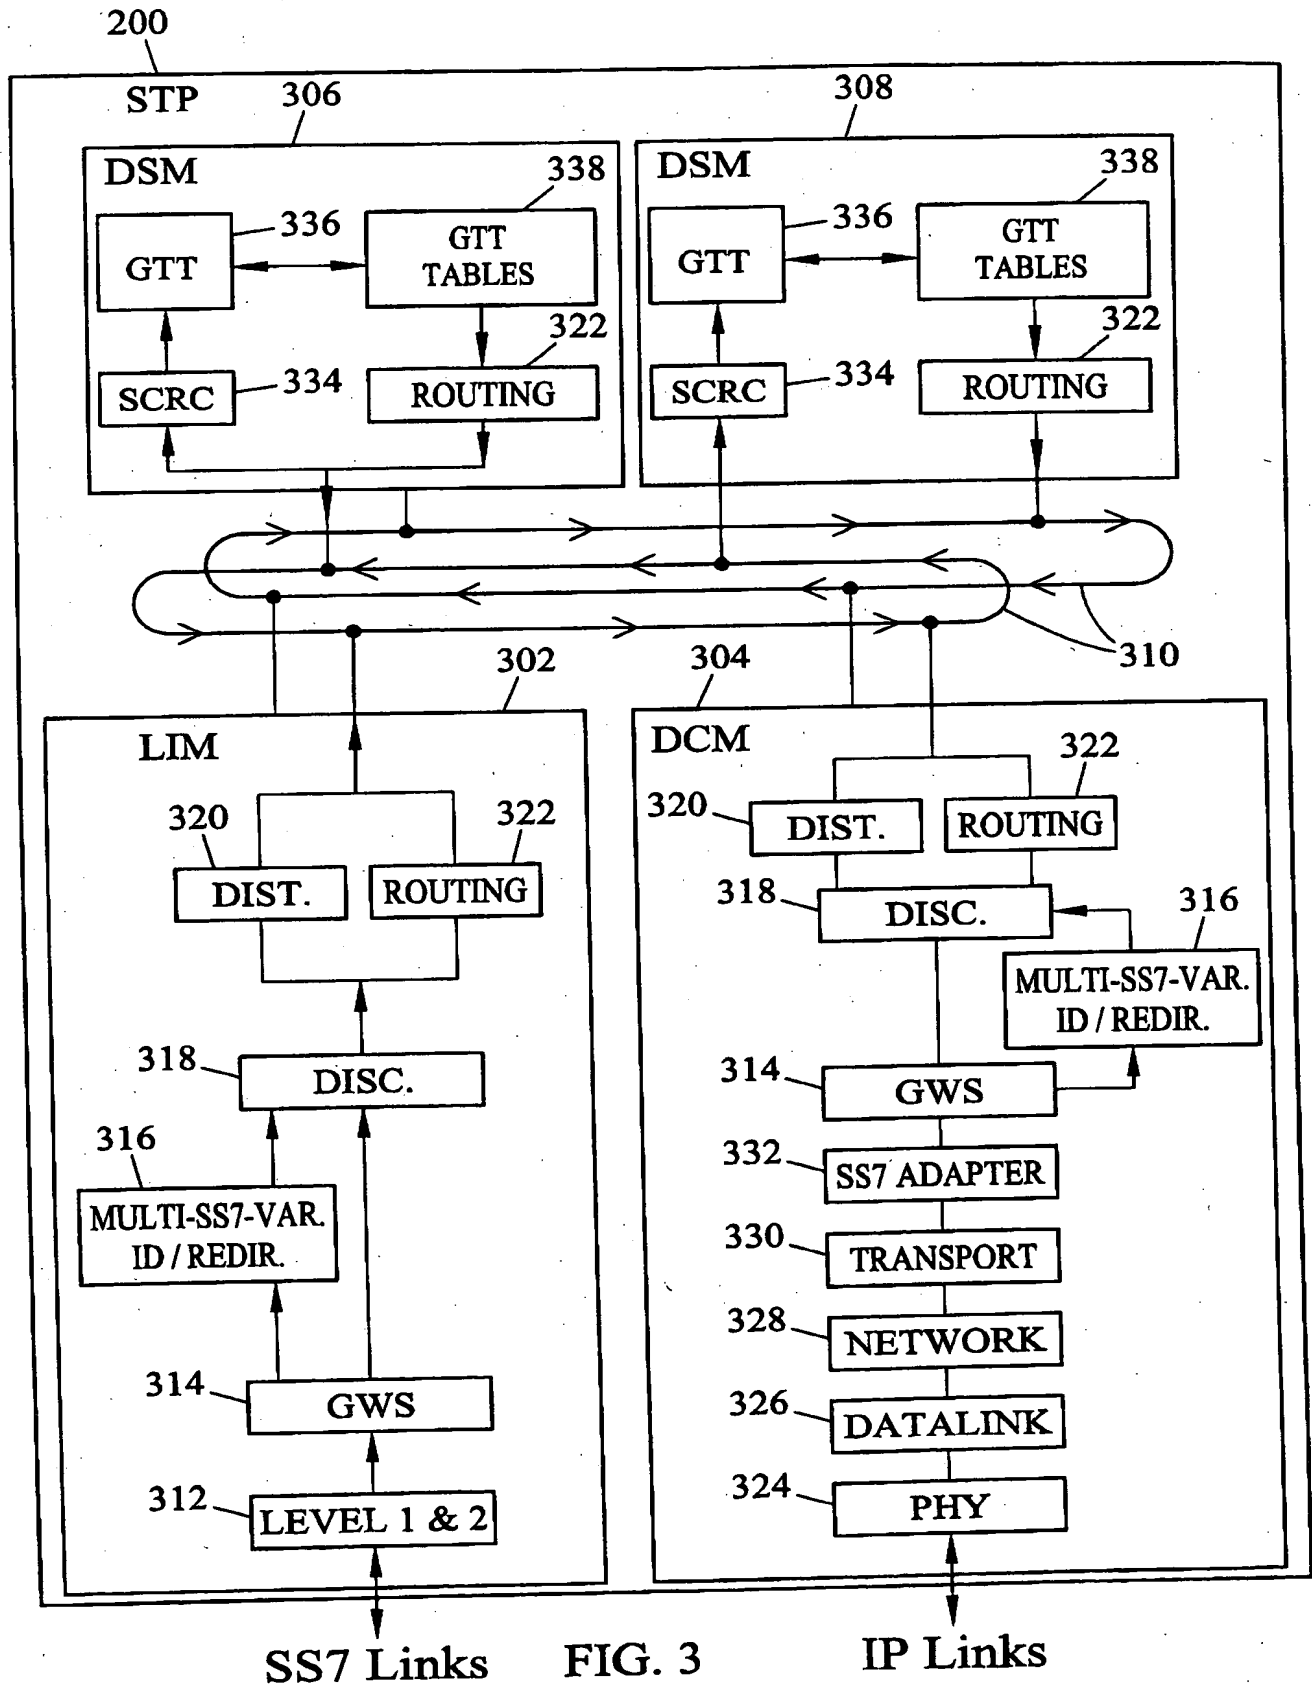 200
STP
306
308
DSM
338
336
GTT
GTT
TABLES
322
SCRC
334
ROUTING
DSM
338
336
GTT
GTT
TABLES
322
SCRC
334
ROUTING
310
302
LIM
320
322
DIST.
ROUTING
318
DISC.
316
MULTI-SS7-VAR.
ID / REDIR.
314
GWS
312
LEVEL 1 & 2
304
DCM
322
320
DIST.
ROUTING
318
DISC.
316
MULTI-SS7-VAR.
ID / REDIR.
314
GWS
332
SS7 ADAPTER
330
TRANSPORT
328
NETWORK
326
DATALINK
324
PHY
SS7 Links
FIG. 3
IP Links